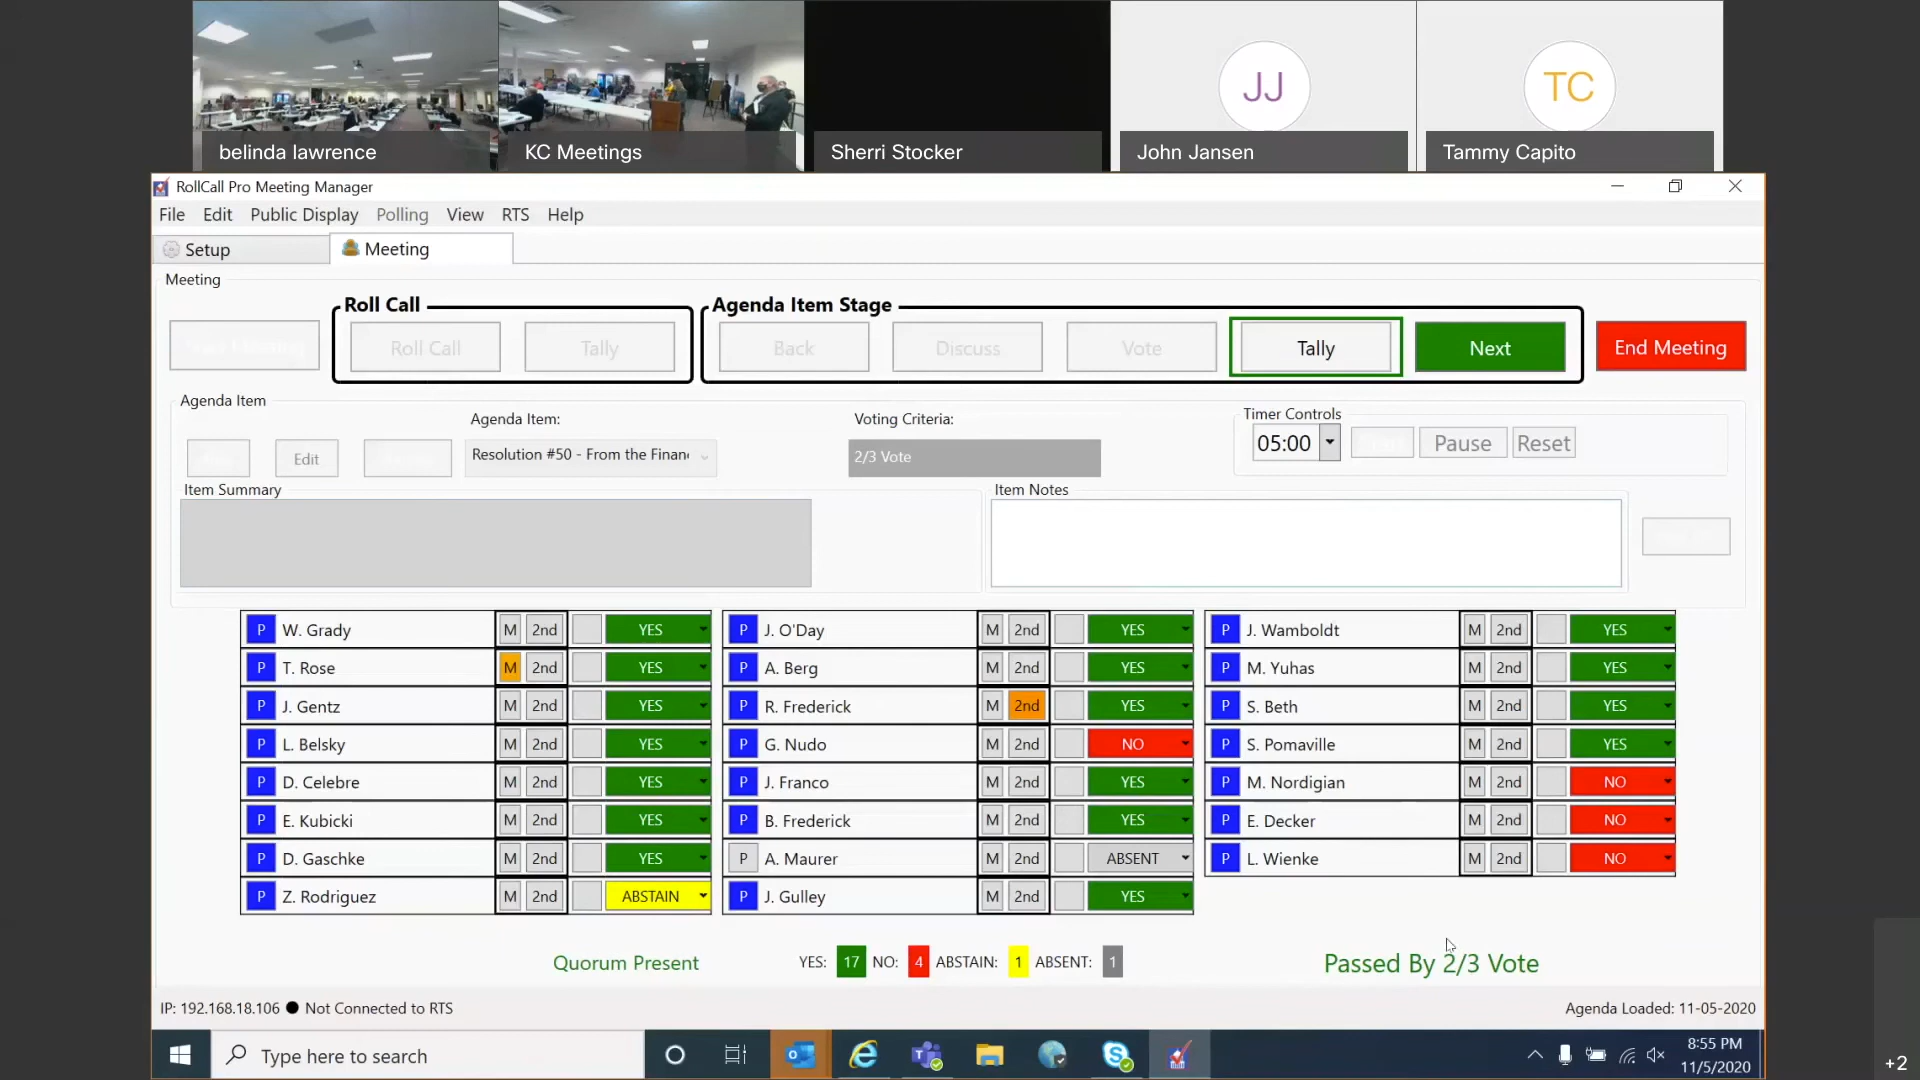 JJ
TC
belinda lawrence
KC Meetings
Sherri Stocker
John Jansen
Tammy Capito
RollCall Pro Meeting Manager
File Edit Public Display Polling View RTS Help
Setup Meeting
Meeting
Roll Call Agenda Item Stage
Roll Call Tally Back Discuss Vote Tally Next End Meeting
Agenda Item
Agenda Item: Voting Criteria: Timer Controls
Edit Resolution #50 - From the Finan 2/3 Vote 05:00 Pause Reset
Item Summary Item Notes
P W. Grady M 2nd YES P J. O'Day M 2nd YES P J. Wamboldt M 2nd YES
P T. Rose M 2nd YES P A. Berg M 2nd YES P M. Yuhas M 2nd YES
P J. Gentz M 2nd YES P R. Frederick M 2nd YES P S. Beth M 2nd YES
P L. Belsky M 2nd YES P G. Nudo M 2nd NO P S. Pomaville M 2nd YES
P D. Celebre M 2nd YES P J. Franco M 2nd YES P M. Nordigian M 2nd NO
P E. Kubicki M 2nd YES P B. Frederick M 2nd YES P E. Decker M 2nd NO
P D. Gaschke M 2nd YES P A. Maurer M 2nd ABSENT P L. Wienke M 2nd NO
P Z. Rodriguez M 2nd ABSTAIN P J. Gulley M 2nd YES
Quorum Present YES: 17 NO: 4 ABSTAIN: 1 ABSENT: 1 Passed By 2/3 Vote
IP: 192.168.18.106 Not Connected to RTS Agenda Loaded: 11-05-2020
Type here to search
8:55 PM
11/5/2020
+2